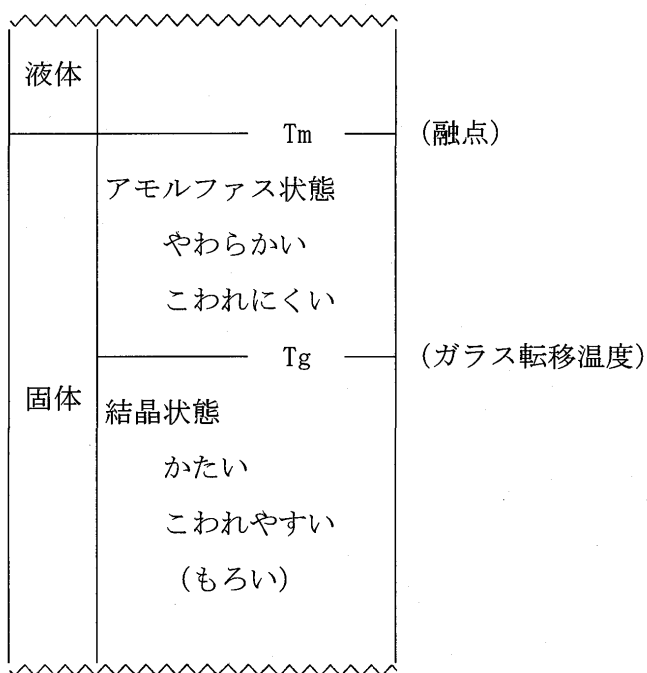 液体
Tm (融点)
アモルファス状態
やわらかい
こわれにくい
Tg (ガラス転移温度)
固体
結晶状態
かたい
こわれやすい
(もろい)